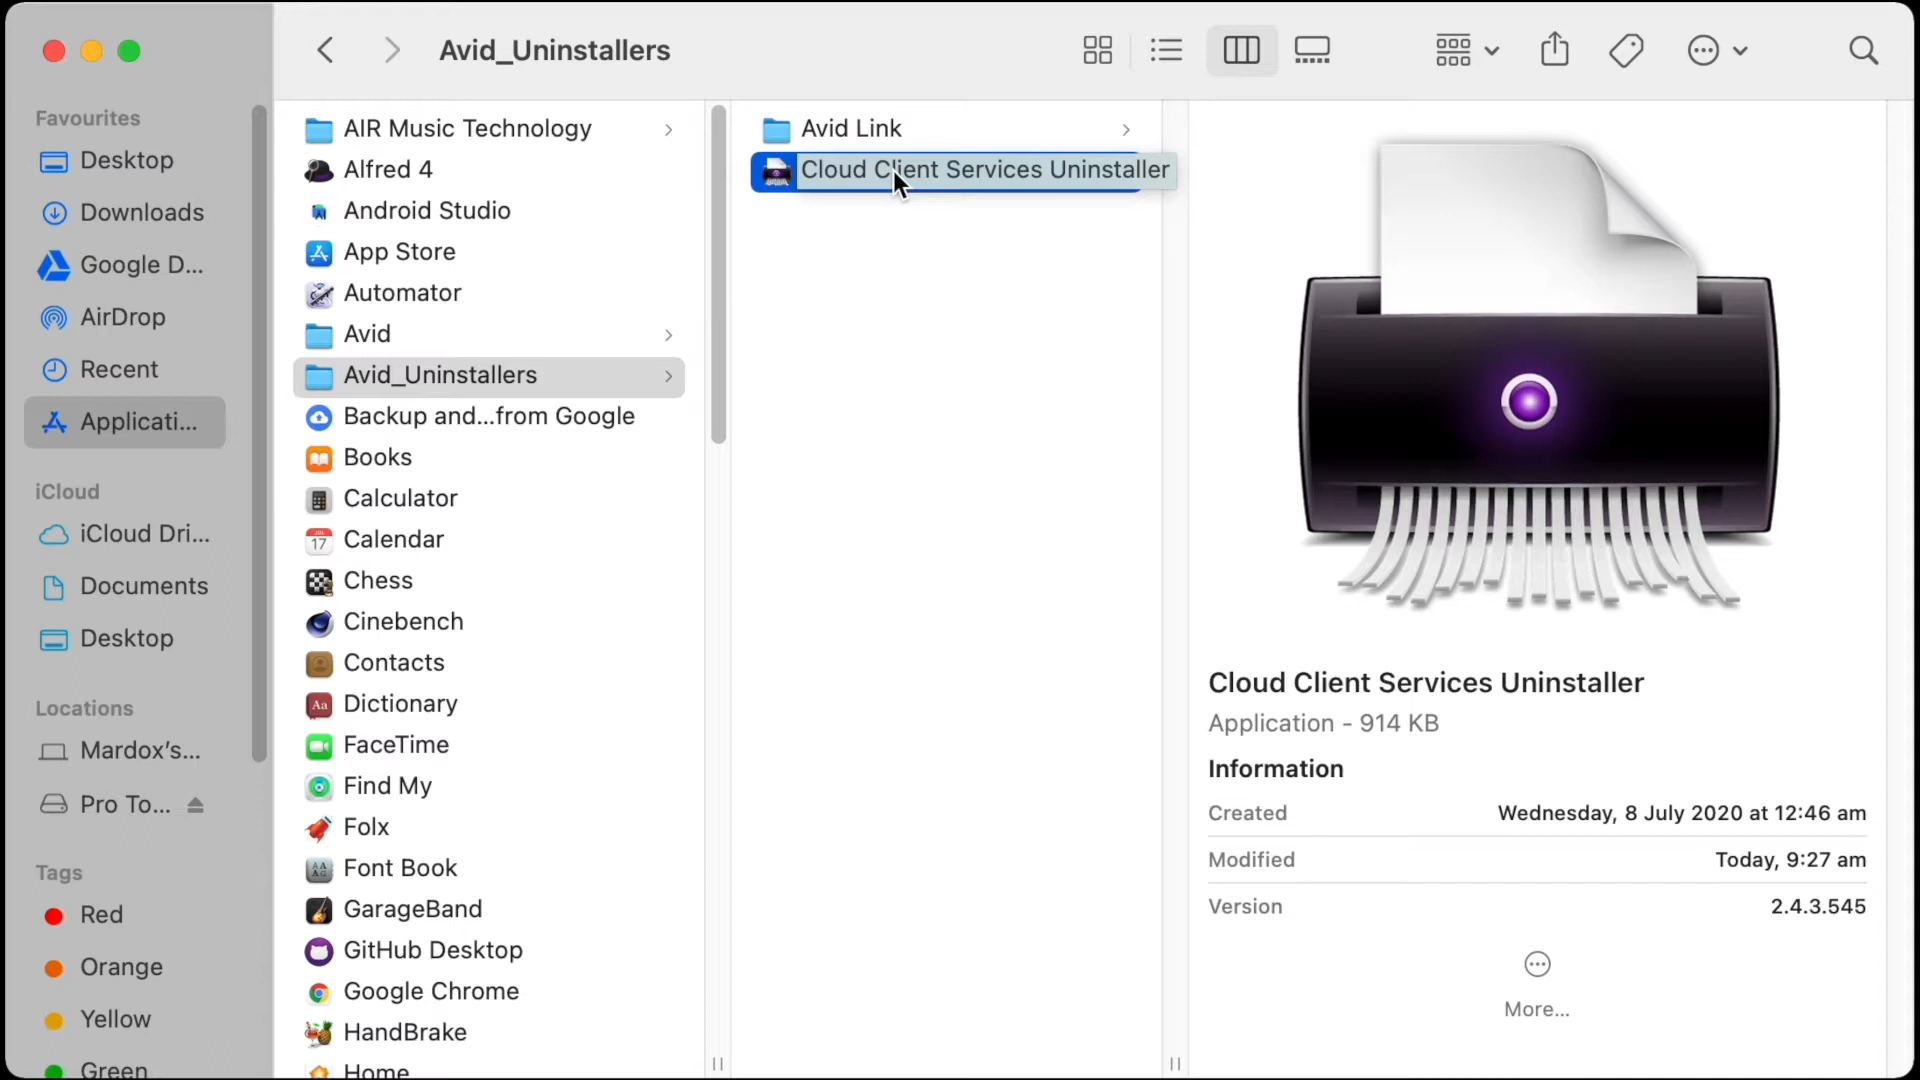 Avid_Uninstallers
Favourites
Desktop
Downloads
Google D...
AirDrop
Recent
Applicati...
iCloud
iCloud Dri...
Documents
Desktop
Locations
Mardox's...
Pro To...
Tags
Red
Orange
Yellow
Green
AIR Music Technology
Alfred 4
Android Studio
App Store
Automator
Avid
Avid_Uninstallers
Backup and...from Google
Books
Calculator
JUL
17
Calendar
Chess
Cinebench
Contacts
Aa
Dictionary
FaceTime
Find My
Folx
Font Book
GarageBand
GitHub Desktop
Google Chrome
HandBrake
Home
Avid Link
Cloud Client Services Uninstaller
Cloud Client Services Uninstaller
Application - 914 KB
Information
Created Wednesday, 8 July 2020 at 12:46 am
Modified Today, 9:27 am
Version 2.4.3.545
More...